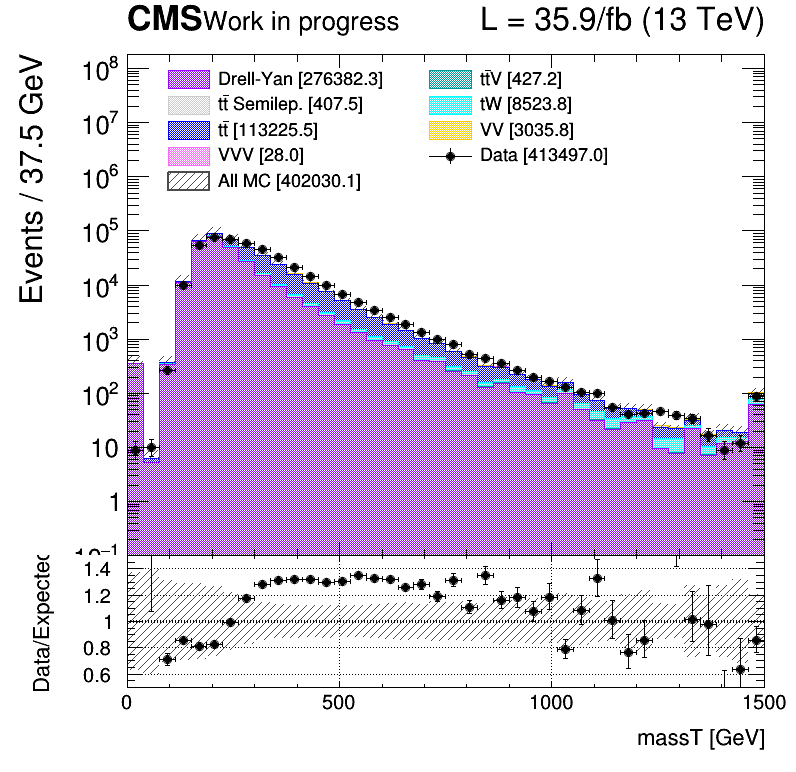 CMS Work in progress L = 35.9/fb (13 TeV)
Events / 37.5 GeV
10⁸
10⁷
10⁶
10⁵
10⁴
10³
10²
10
1
10⁻¹
Drell-Yan [276382.3]
tt̄ Semilep. [407.5]
tt̄ [113225.5]
VVV [28.0]
All MC [402030.1]
tt̄V [427.2]
tW [8523.8]
VV [3035.8]
Data [413497.0]
Data/Expected
1.4
1.2
1
0.8
0.6
0 500 1000 1500
massT [GeV]